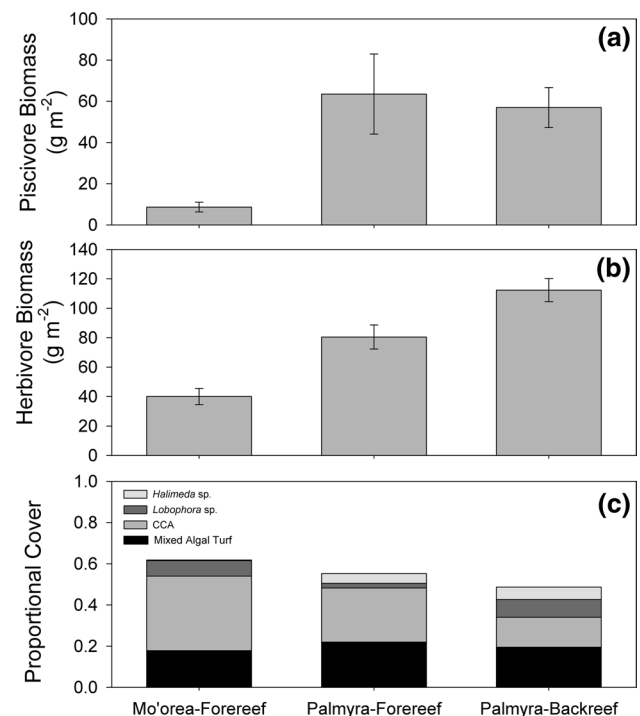 (a)
Piscivore Biomass
(g m-2)
100
80
60
40
20
0
(b)
Herbivore Biomass
(g m-2)
140
120
100
80
60
40
20
0
(c)
Proportional Cover
1.0
0.8
0.6
0.4
0.2
0.0
Halimeda sp.
Lobophora sp.
CCA
Mixed Algal Turf
Mo'orea-Forereef
Palmyra-Forereef
Palmyra-Backreef